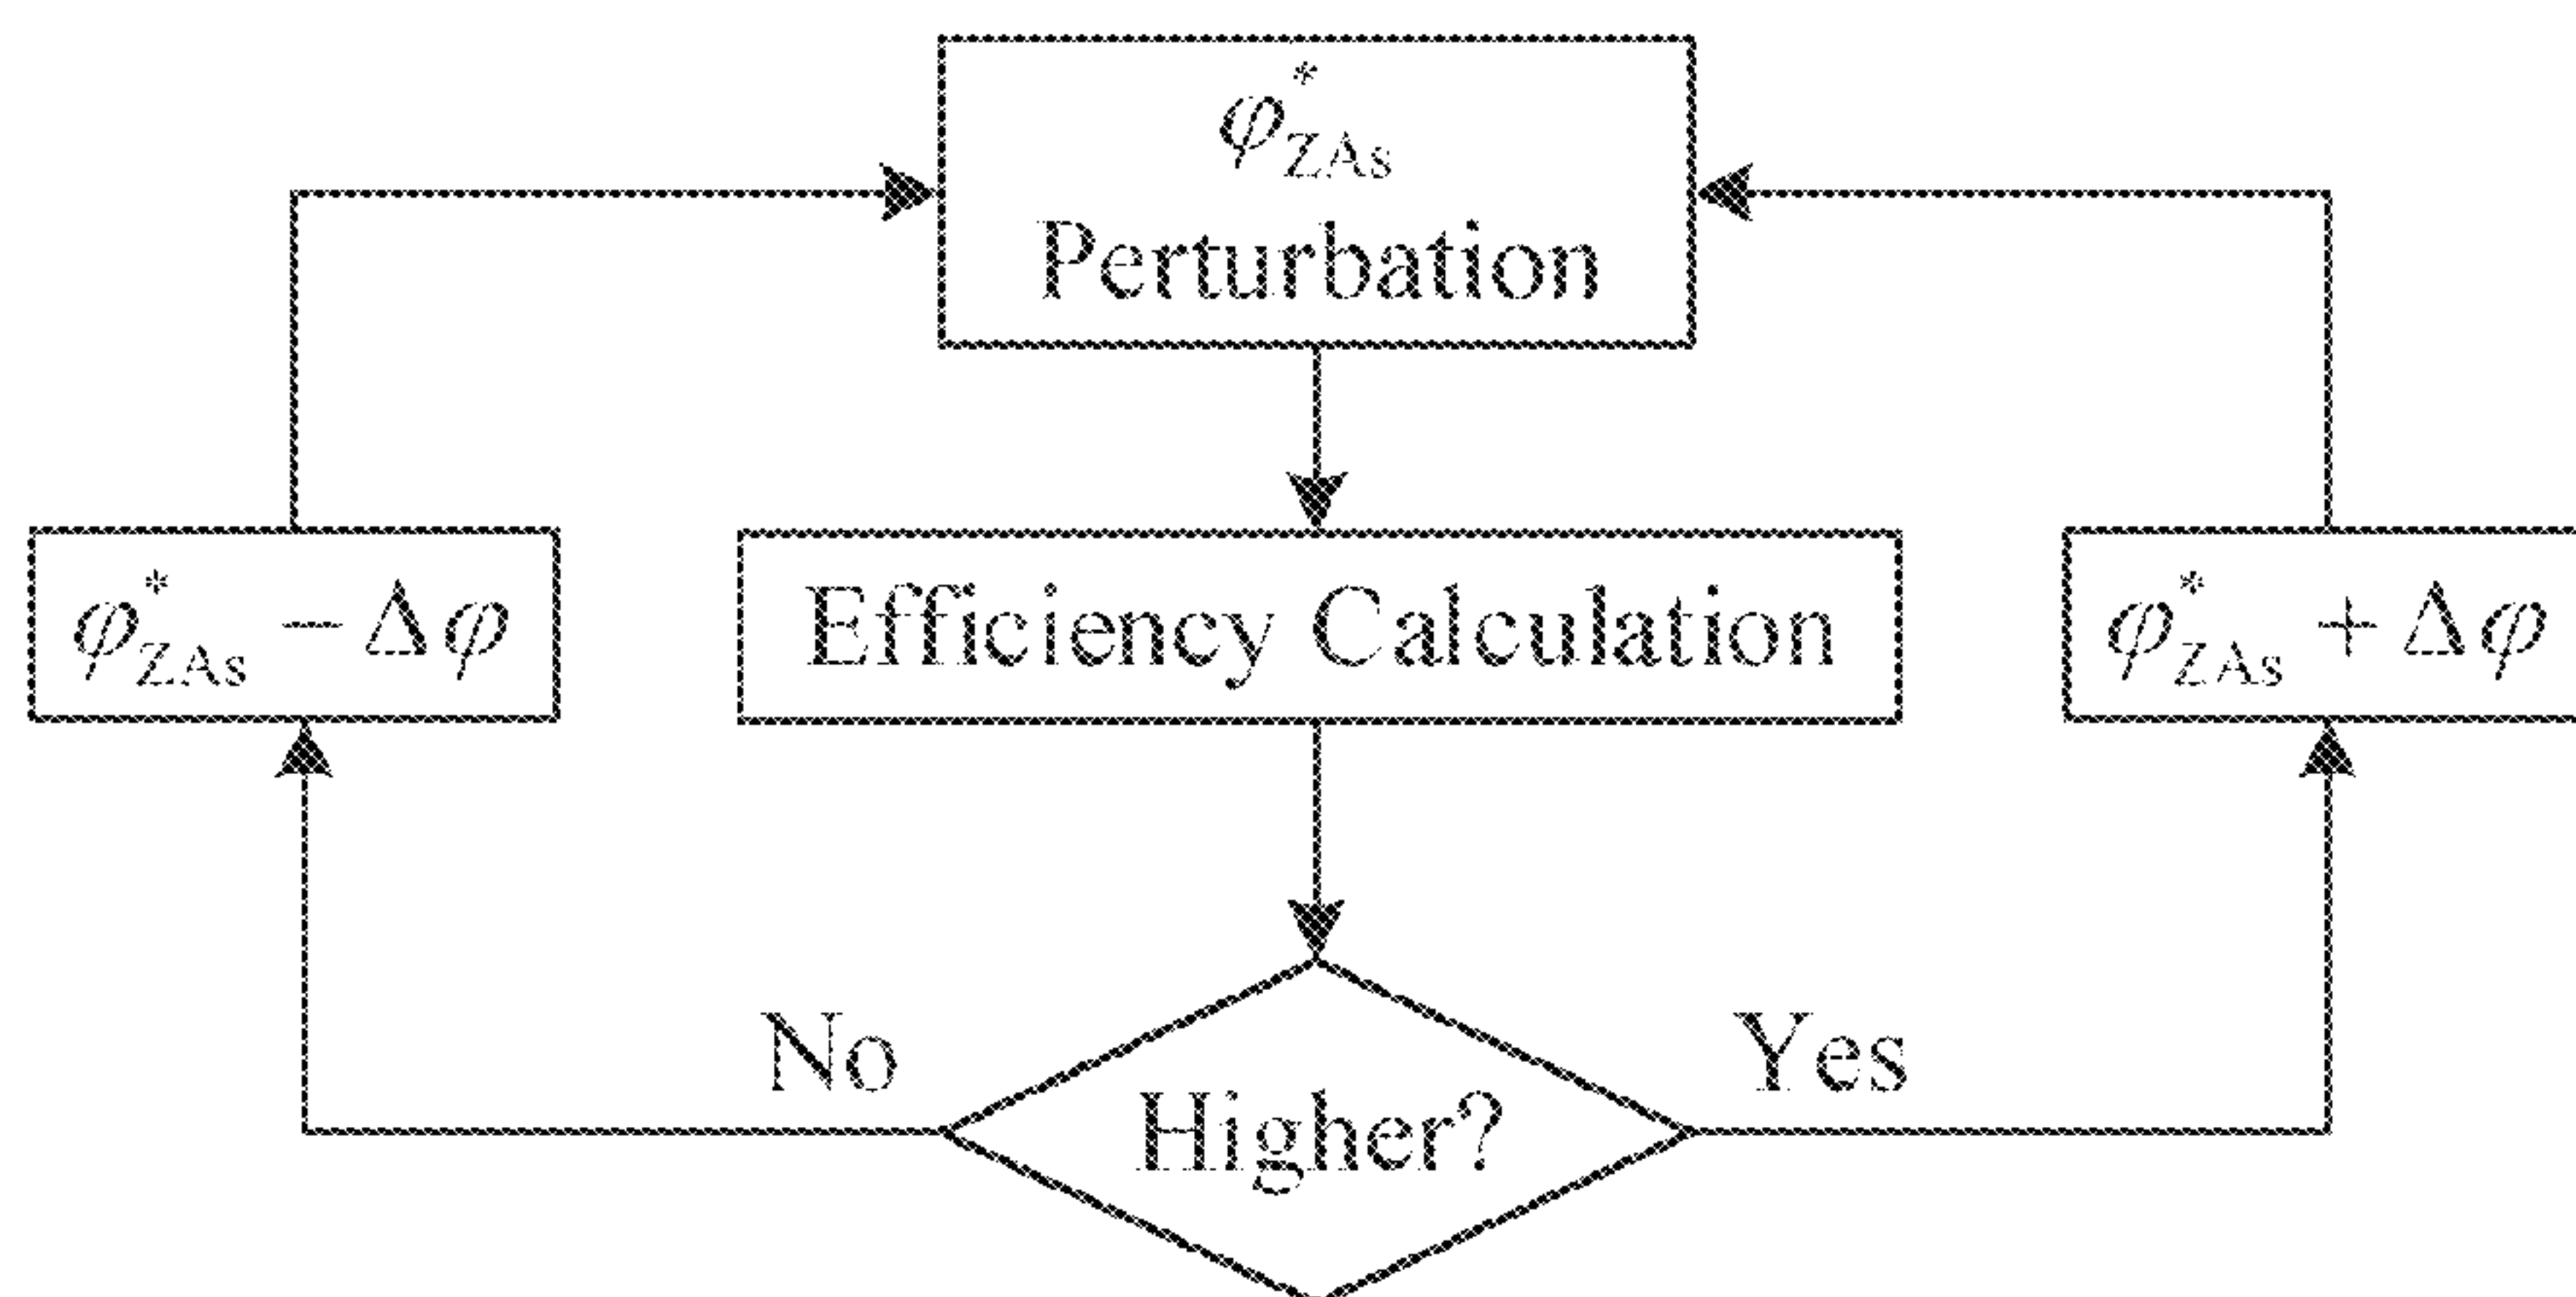 φ*ZAs
Perturbation
φ*ZAs − Δφ
Efficiency Calculation
φ*ZAs + Δφ
No
Yes
Higher?